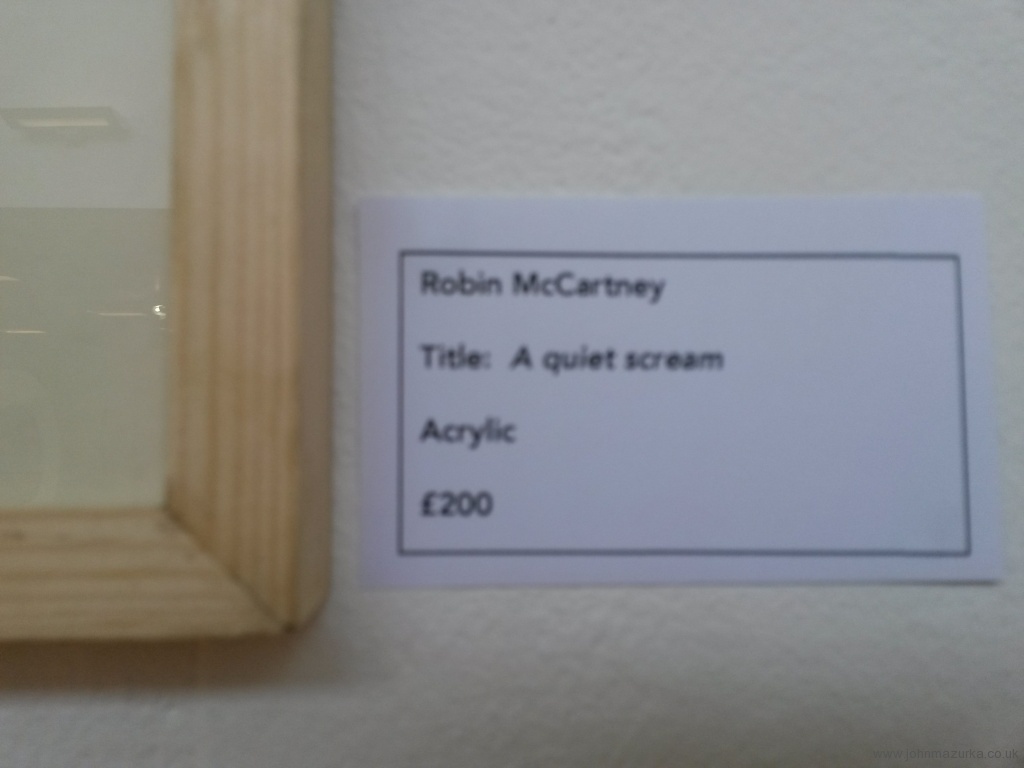 Robin McCartney
Title: A quiet scream
Acrylic
£200
www.johnmazurka.co.uk